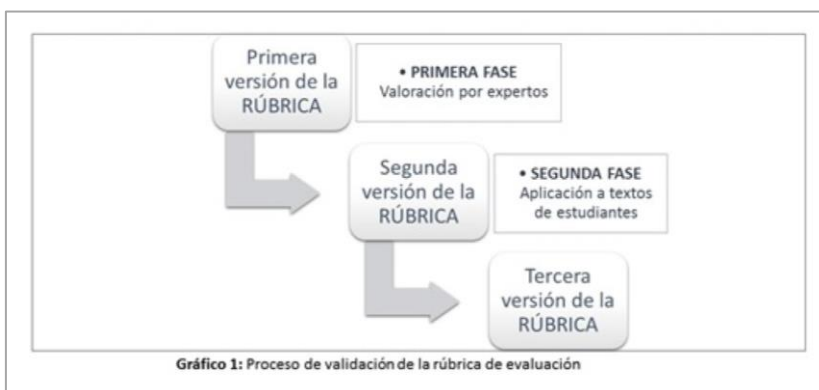 Primera
versión de la
RÚBRICA
• PRIMERA FASE
Valoración por expertos
Segunda
versión de la
RÚBRICA
• SEGUNDA FASE
Aplicación a textos
de estudiantes
Tercera
versión de la
RÚBRICA
Gráfico 1: Proceso de validación de la rúbrica de evaluación